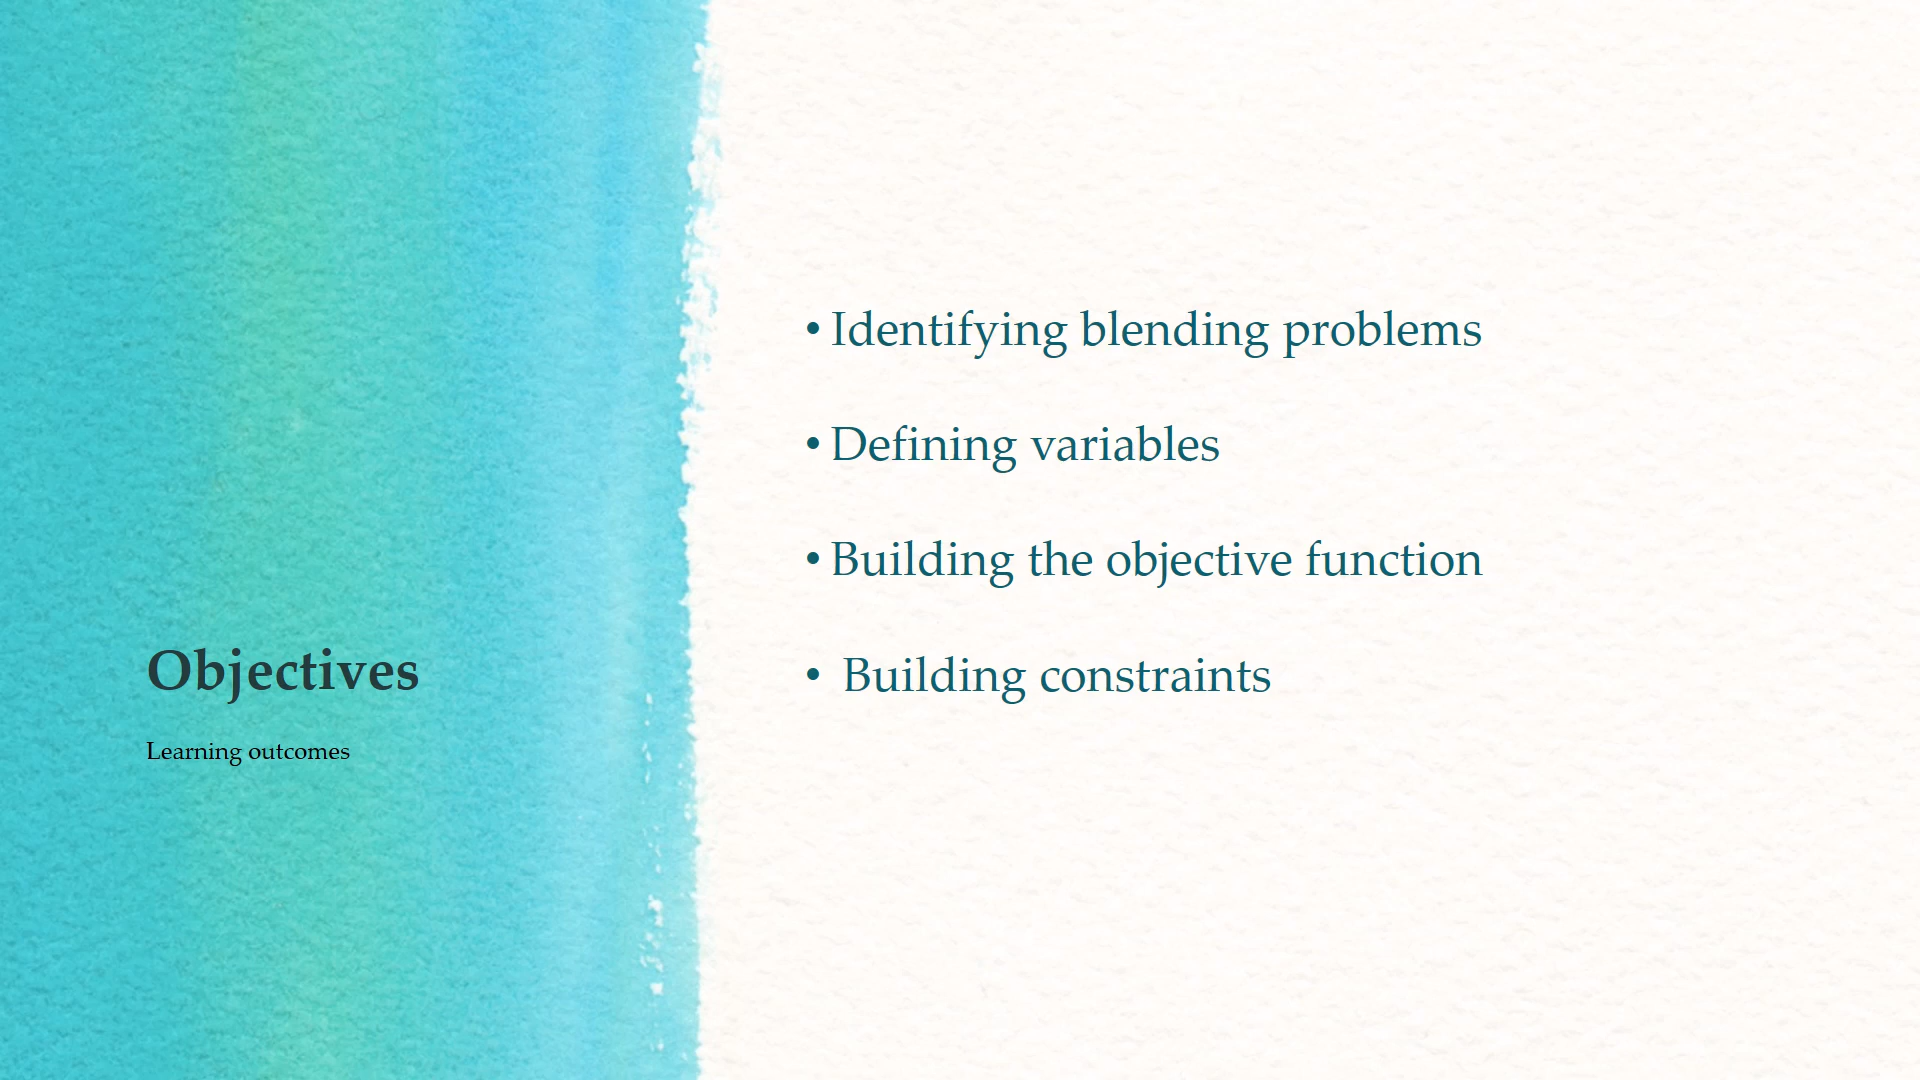 Objectives
Learning outcomes
• Identifying blending problems
• Defining variables
• Building the objective function
• Building constraints